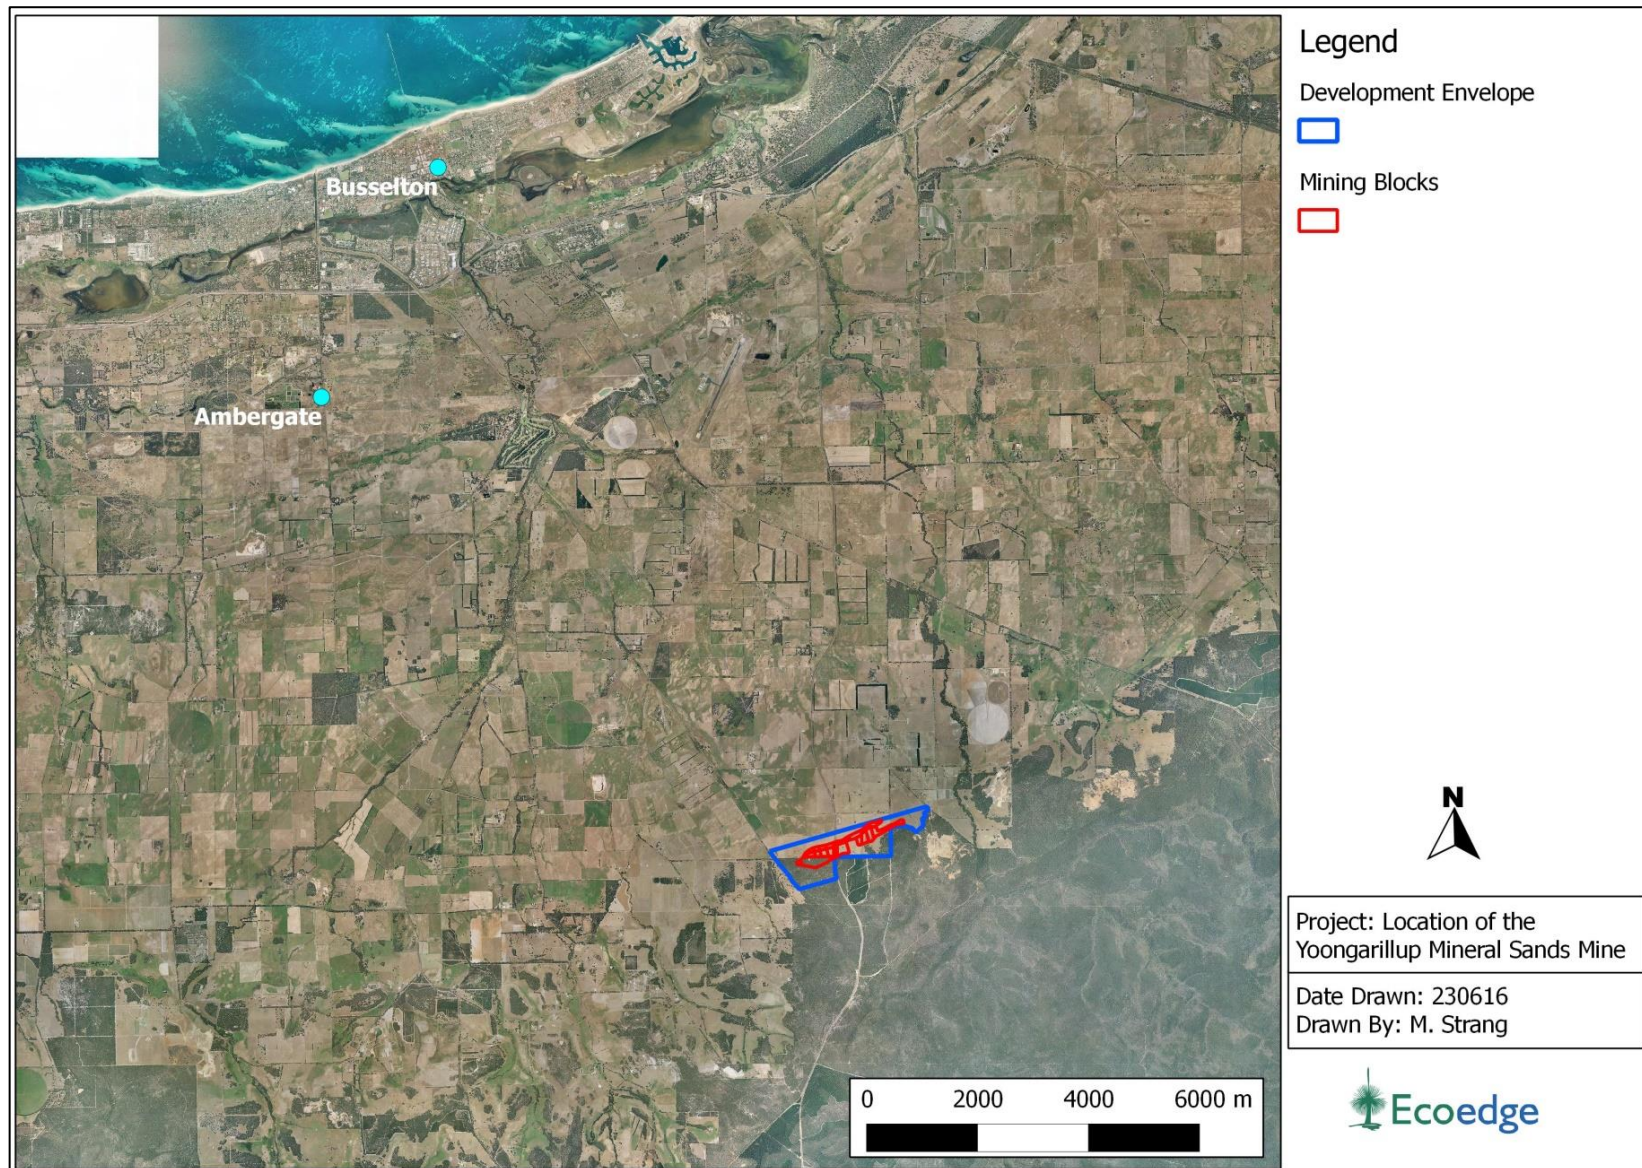 Legend
Development Envelope
Mining Blocks
Busselton
Ambergate
N
Project: Location of the
Yoongarillup Mineral Sands Mine
Date Drawn: 230616
Drawn By: M. Strang
0 2000 4000 6000 m
Ecoedge